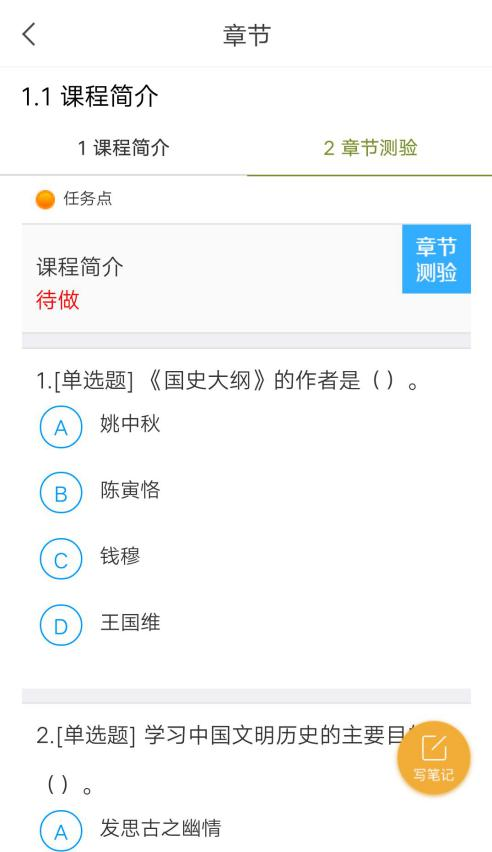 章节
1.1 课程简介
1 课程简介
2 章节测验
任务点
章节
测验
课程简介
待做
1.[单选题] 《国史大纲》的作者是（ ）。
A 姚中秋
B 陈寅恪
C 钱穆
D 王国维
2.[单选题] 学习中国文明历史的主要目
（ ）。
写笔记
A 发思古之幽情